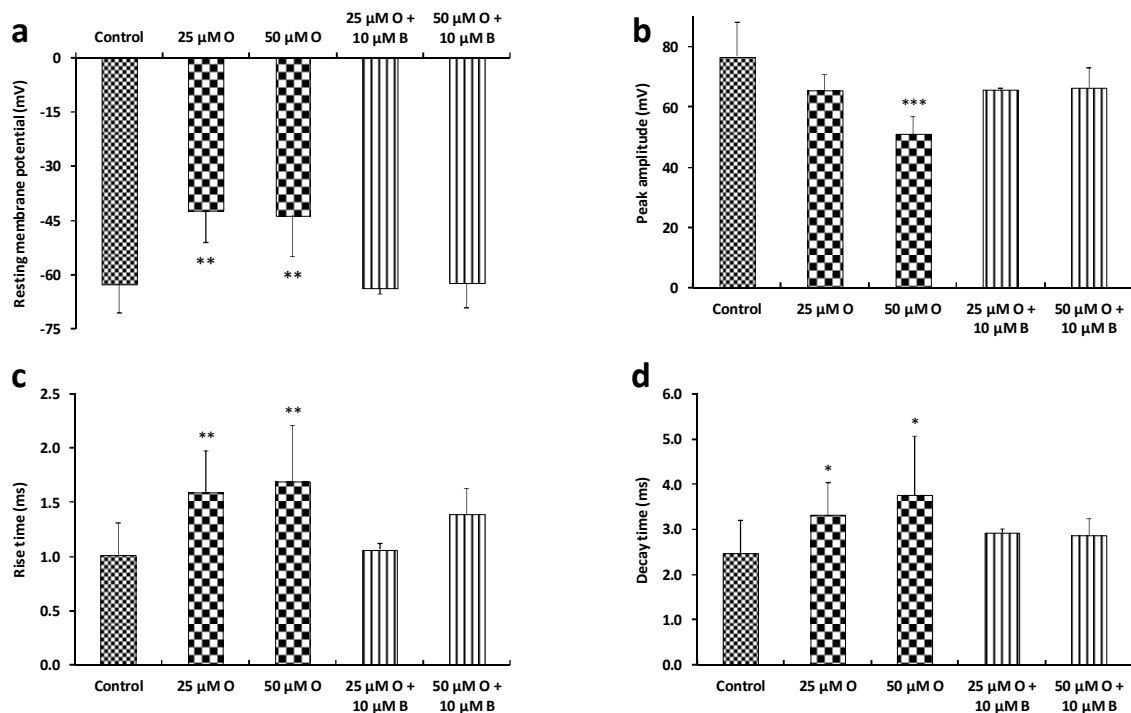 a
Control 25 μM O 50 μM O 25 μM O + 10 μM B 50 μM O + 10 μM B
Resting membrane potential (mV)
0
-15
-30
-45
-60
-75
** **
b
Peak amplitude (mV)
80
60
40
20
0
***
Control 25 μM O 50 μM O 25 μM O + 10 μM B 50 μM O + 10 μM B
c
Rise time (ms)
2.5
2.0
1.5
1.0
0.5
0.0
** **
Control 25 μM O 50 μM O 25 μM O + 10 μM B 50 μM O + 10 μM B
d
Decay time (ms)
6.0
5.0
4.0
3.0
2.0
1.0
0.0
* *
Control 25 μM O 50 μM O 25 μM O + 10 μM B 50 μM O + 10 μM B